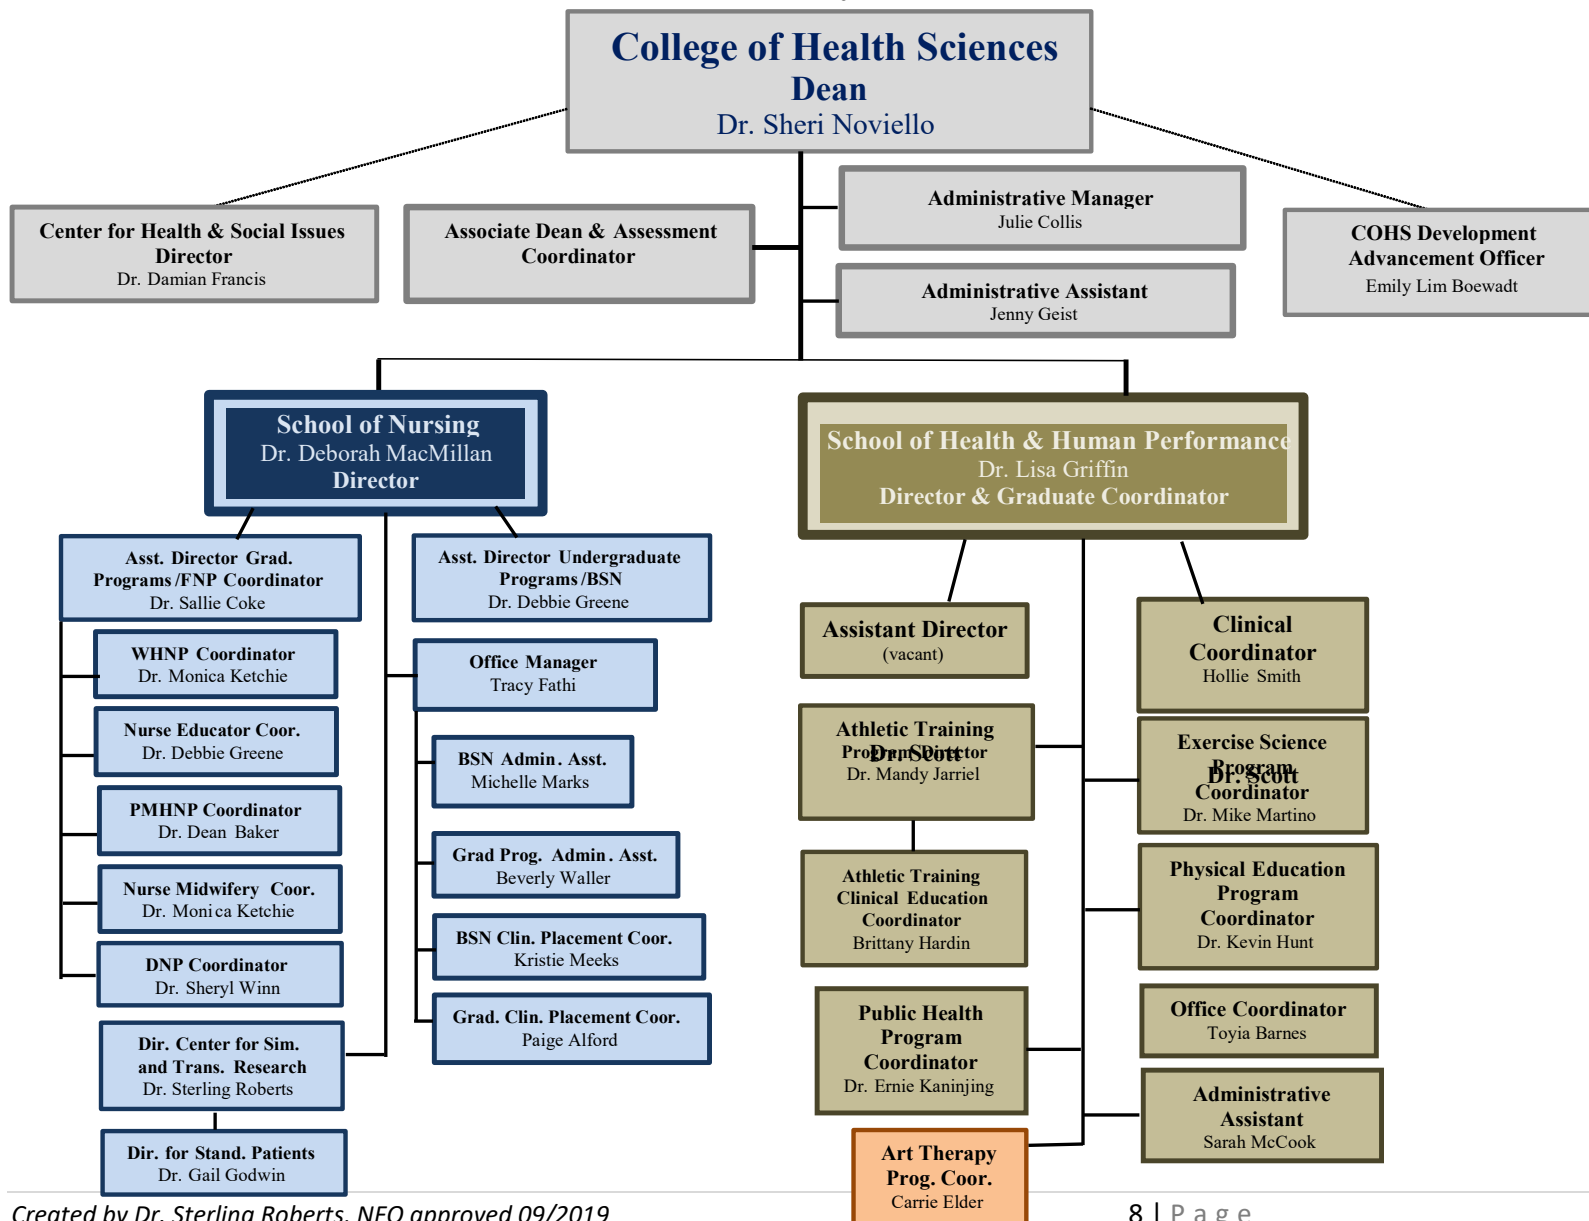 College of Health Sciences
Dean
Dr. Sheri Noviello
Administrative Manager
Julie Collis
Center for Health & Social Issues
Director
Dr. Damian Francis
Associate Dean & Assessment
Coordinator
COHS Development
Advancement Officer
Emily Lim Boewadt
Administrative Assistant
Jenny Geist
School of Nursing
Dr. Deborah MacMillan
Director
School of Health & Human Performance
Dr. Lisa Griffin
Director & Graduate Coordinator
Asst. Director Grad.
Programs/FNP Coordinator
Dr. Sallie Coke
Asst. Director Undergraduate
Programs/BSN
Dr. Debbie Greene
WHNP Coordinator
Dr. Monica Ketchie
Nurse Educator Coor.
Dr. Debbie Greene
PMHNP Coordinator
Dr. Dean Baker
Nurse Midwifery Coor.
Dr. Monica Ketchie
DNP Coordinator
Dr. Sheryl Winn
Dir. Center for Sim.
and Trans. Research
Dr. Sterling Roberts
Dir. for Stand. Patients
Dr. Gail Godwin
Office Manager
Tracy Fathi
BSN Admin. Asst.
Michelle Marks
Grad Prog. Admin. Asst.
Beverly Waller
BSN Clin. Placement Coor.
Kristie Meeks
Grad. Clin. Placement Coor.
Paige Alford
Assistant Director
(vacant)
Athletic Training
Program Director
Dr. Scott
Dr. Mandy Jarriel
Athletic Training
Clinical Education
Coordinator
Brittany Hardin
Public Health
Program
Coordinator
Dr. Ernie Kaninjing
Art Therapy
Prog. Coor.
Carrie Elder
Clinical
Coordinator
Hollie Smith
Exercise Science
Program
Dr. Scott
Coordinator
Dr. Mike Martino
Physical Education
Program
Coordinator
Dr. Kevin Hunt
Office Coordinator
Toyia Barnes
Administrative
Assistant
Sarah McCook
Created by Dr. Sterling Roberts, NFO approved 09/2019
8 | Page